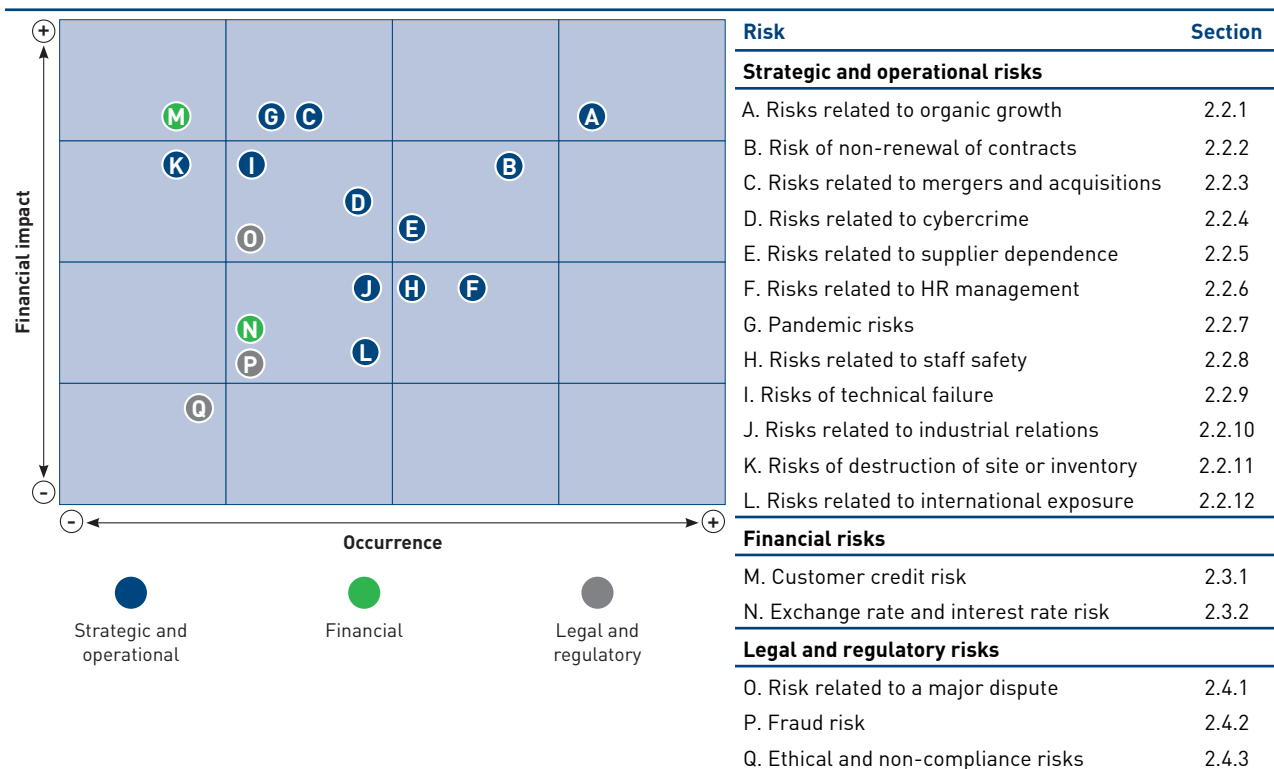 +
M G C A
K I B
D
E
O
J H F
N
L
P
Q
Financial impact
-
- +
Occurrence
Strategic and
operational
Financial
Legal and
regulatory
Risk Section
Strategic and operational risks
A. Risks related to organic growth 2.2.1
B. Risk of non-renewal of contracts 2.2.2
C. Risks related to mergers and acquisitions 2.2.3
D. Risks related to cybercrime 2.2.4
E. Risks related to supplier dependence 2.2.5
F. Risks related to HR management 2.2.6
G. Pandemic risks 2.2.7
H. Risks related to staff safety 2.2.8
I. Risks of technical failure 2.2.9
J. Risks related to industrial relations 2.2.10
K. Risks of destruction of site or inventory 2.2.11
L. Risks related to international exposure 2.2.12
Financial risks
M. Customer credit risk 2.3.1
N. Exchange rate and interest rate risk 2.3.2
Legal and regulatory risks
O. Risk related to a major dispute 2.4.1
P. Fraud risk 2.4.2
Q. Ethical and non-compliance risks 2.4.3